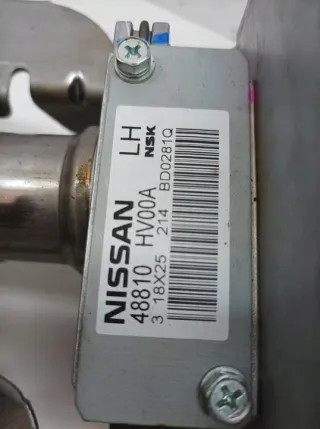 NISSAN LH
48810 HV00A NSK
3 18X25 214 BD0281Q